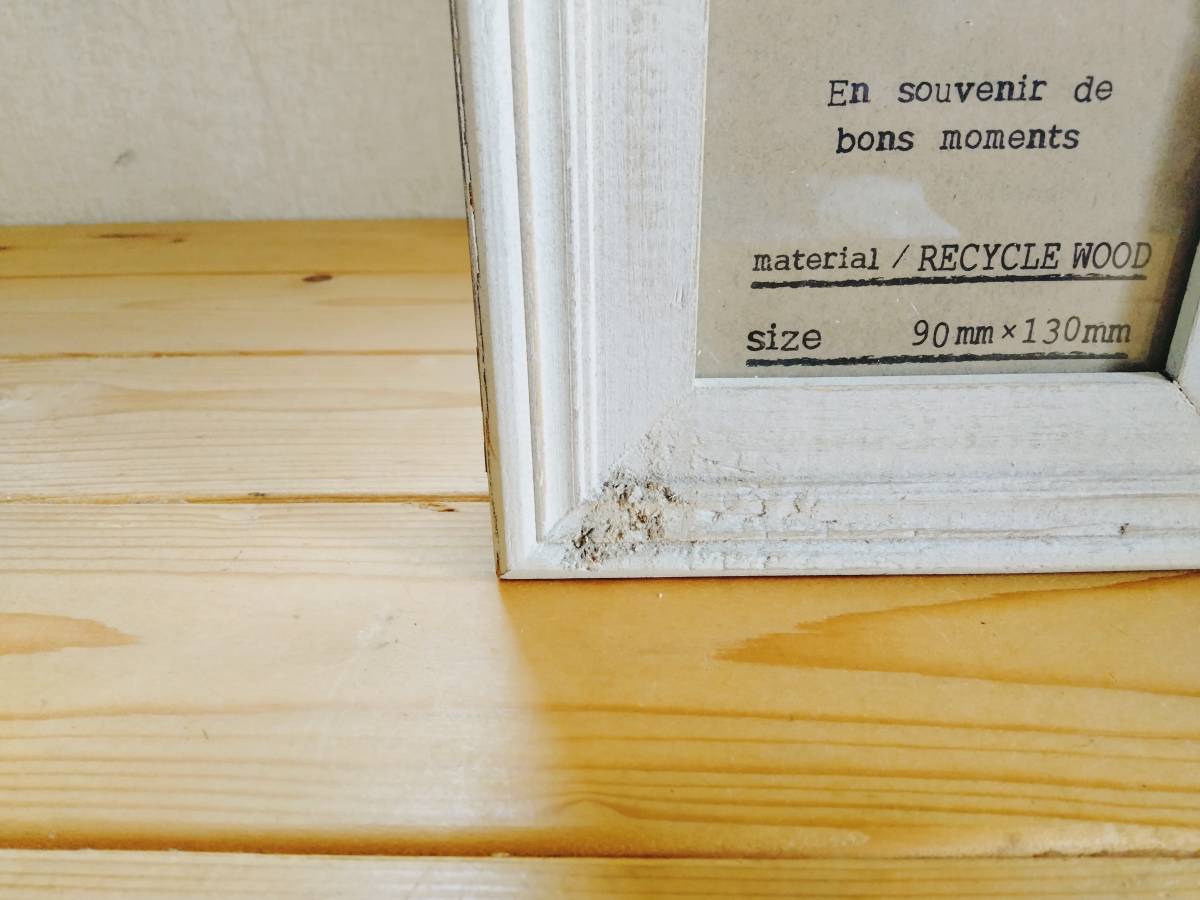 En souvenir de
bons moments
material / RECYCLE WOOD
size 90mm×130mm